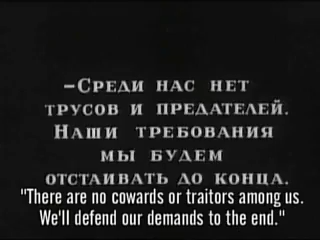 –Среди нас нет
трусов и предателей.
Наши требования
мы будем
отстаивать до конца.
"There are no cowards or traitors among us.
We'll defend our demands to the end."